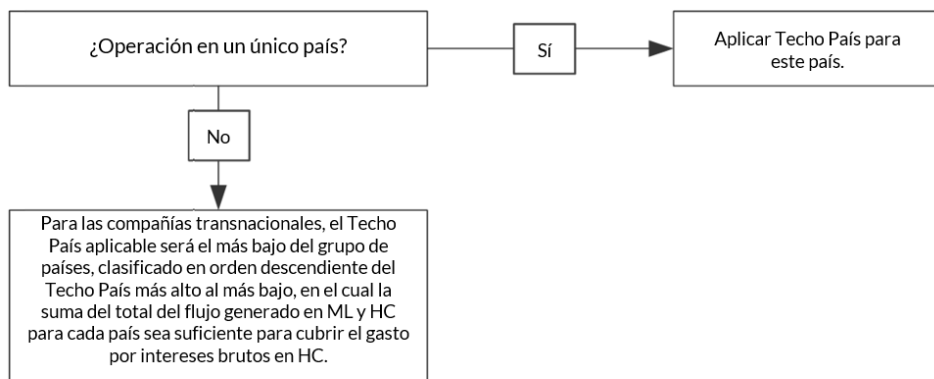 ¿Operación en un único país?
Sí
Aplicar Techo País para
este país.
No
Para las compañías transnacionales, el Techo
País aplicable será el más bajo del grupo de
países, clasificado en orden descendiente del
Techo País más alto al más bajo, en el cual la
suma del total del flujo generado en ML y HC
para cada país sea suficiente para cubrir el gasto
por intereses brutos en HC.